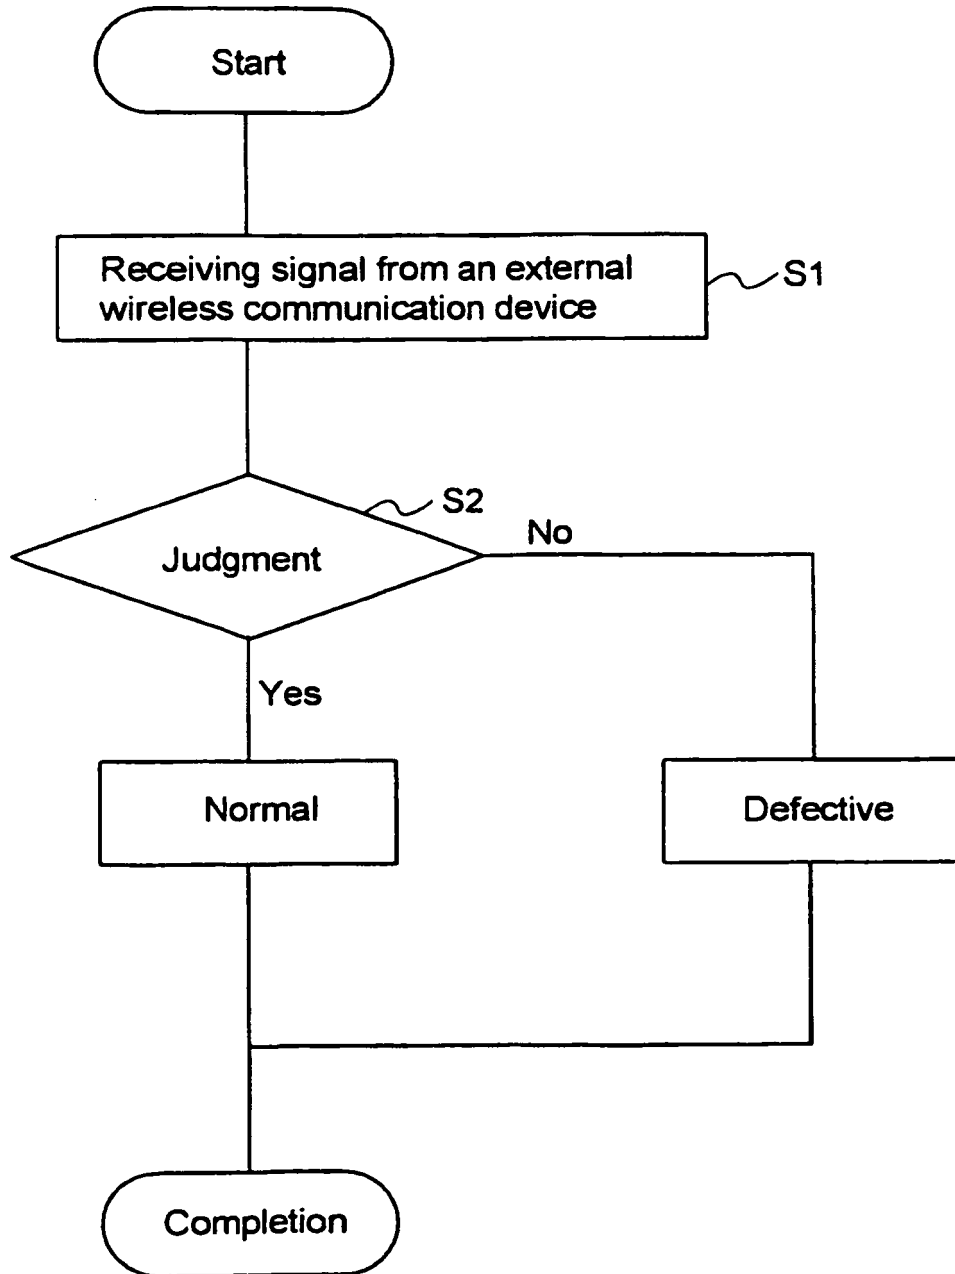 Start
Receiving signal from an external
wireless communication device
S1
S2
Judgment
No
Yes
Normal
Defective
Completion